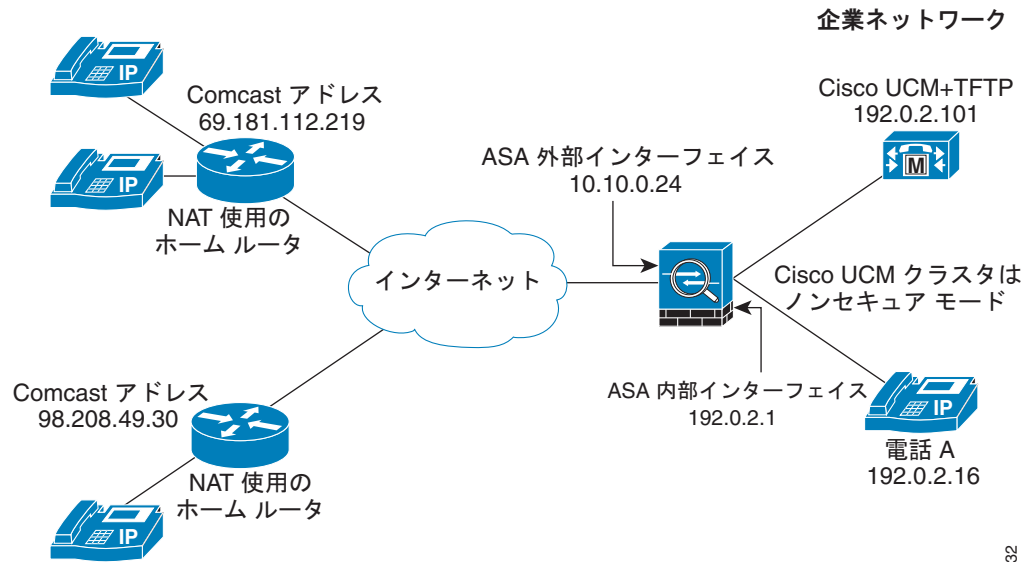 企業ネットワーク
IP
Comcast アドレス
69.181.112.219
Cisco UCM+TFTP
192.0.2.101
ASA 外部インターフェイス
10.10.0.24
M
IP
NAT 使用の
ホーム ルータ
インターネット
Cisco UCM クラスタは
ノンセキュア モード
Comcast アドレス
98.208.49.30
ASA 内部インターフェイス
192.0.2.1
IP
電話 A
192.0.2.16
NAT 使用の
ホーム ルータ
IP
32